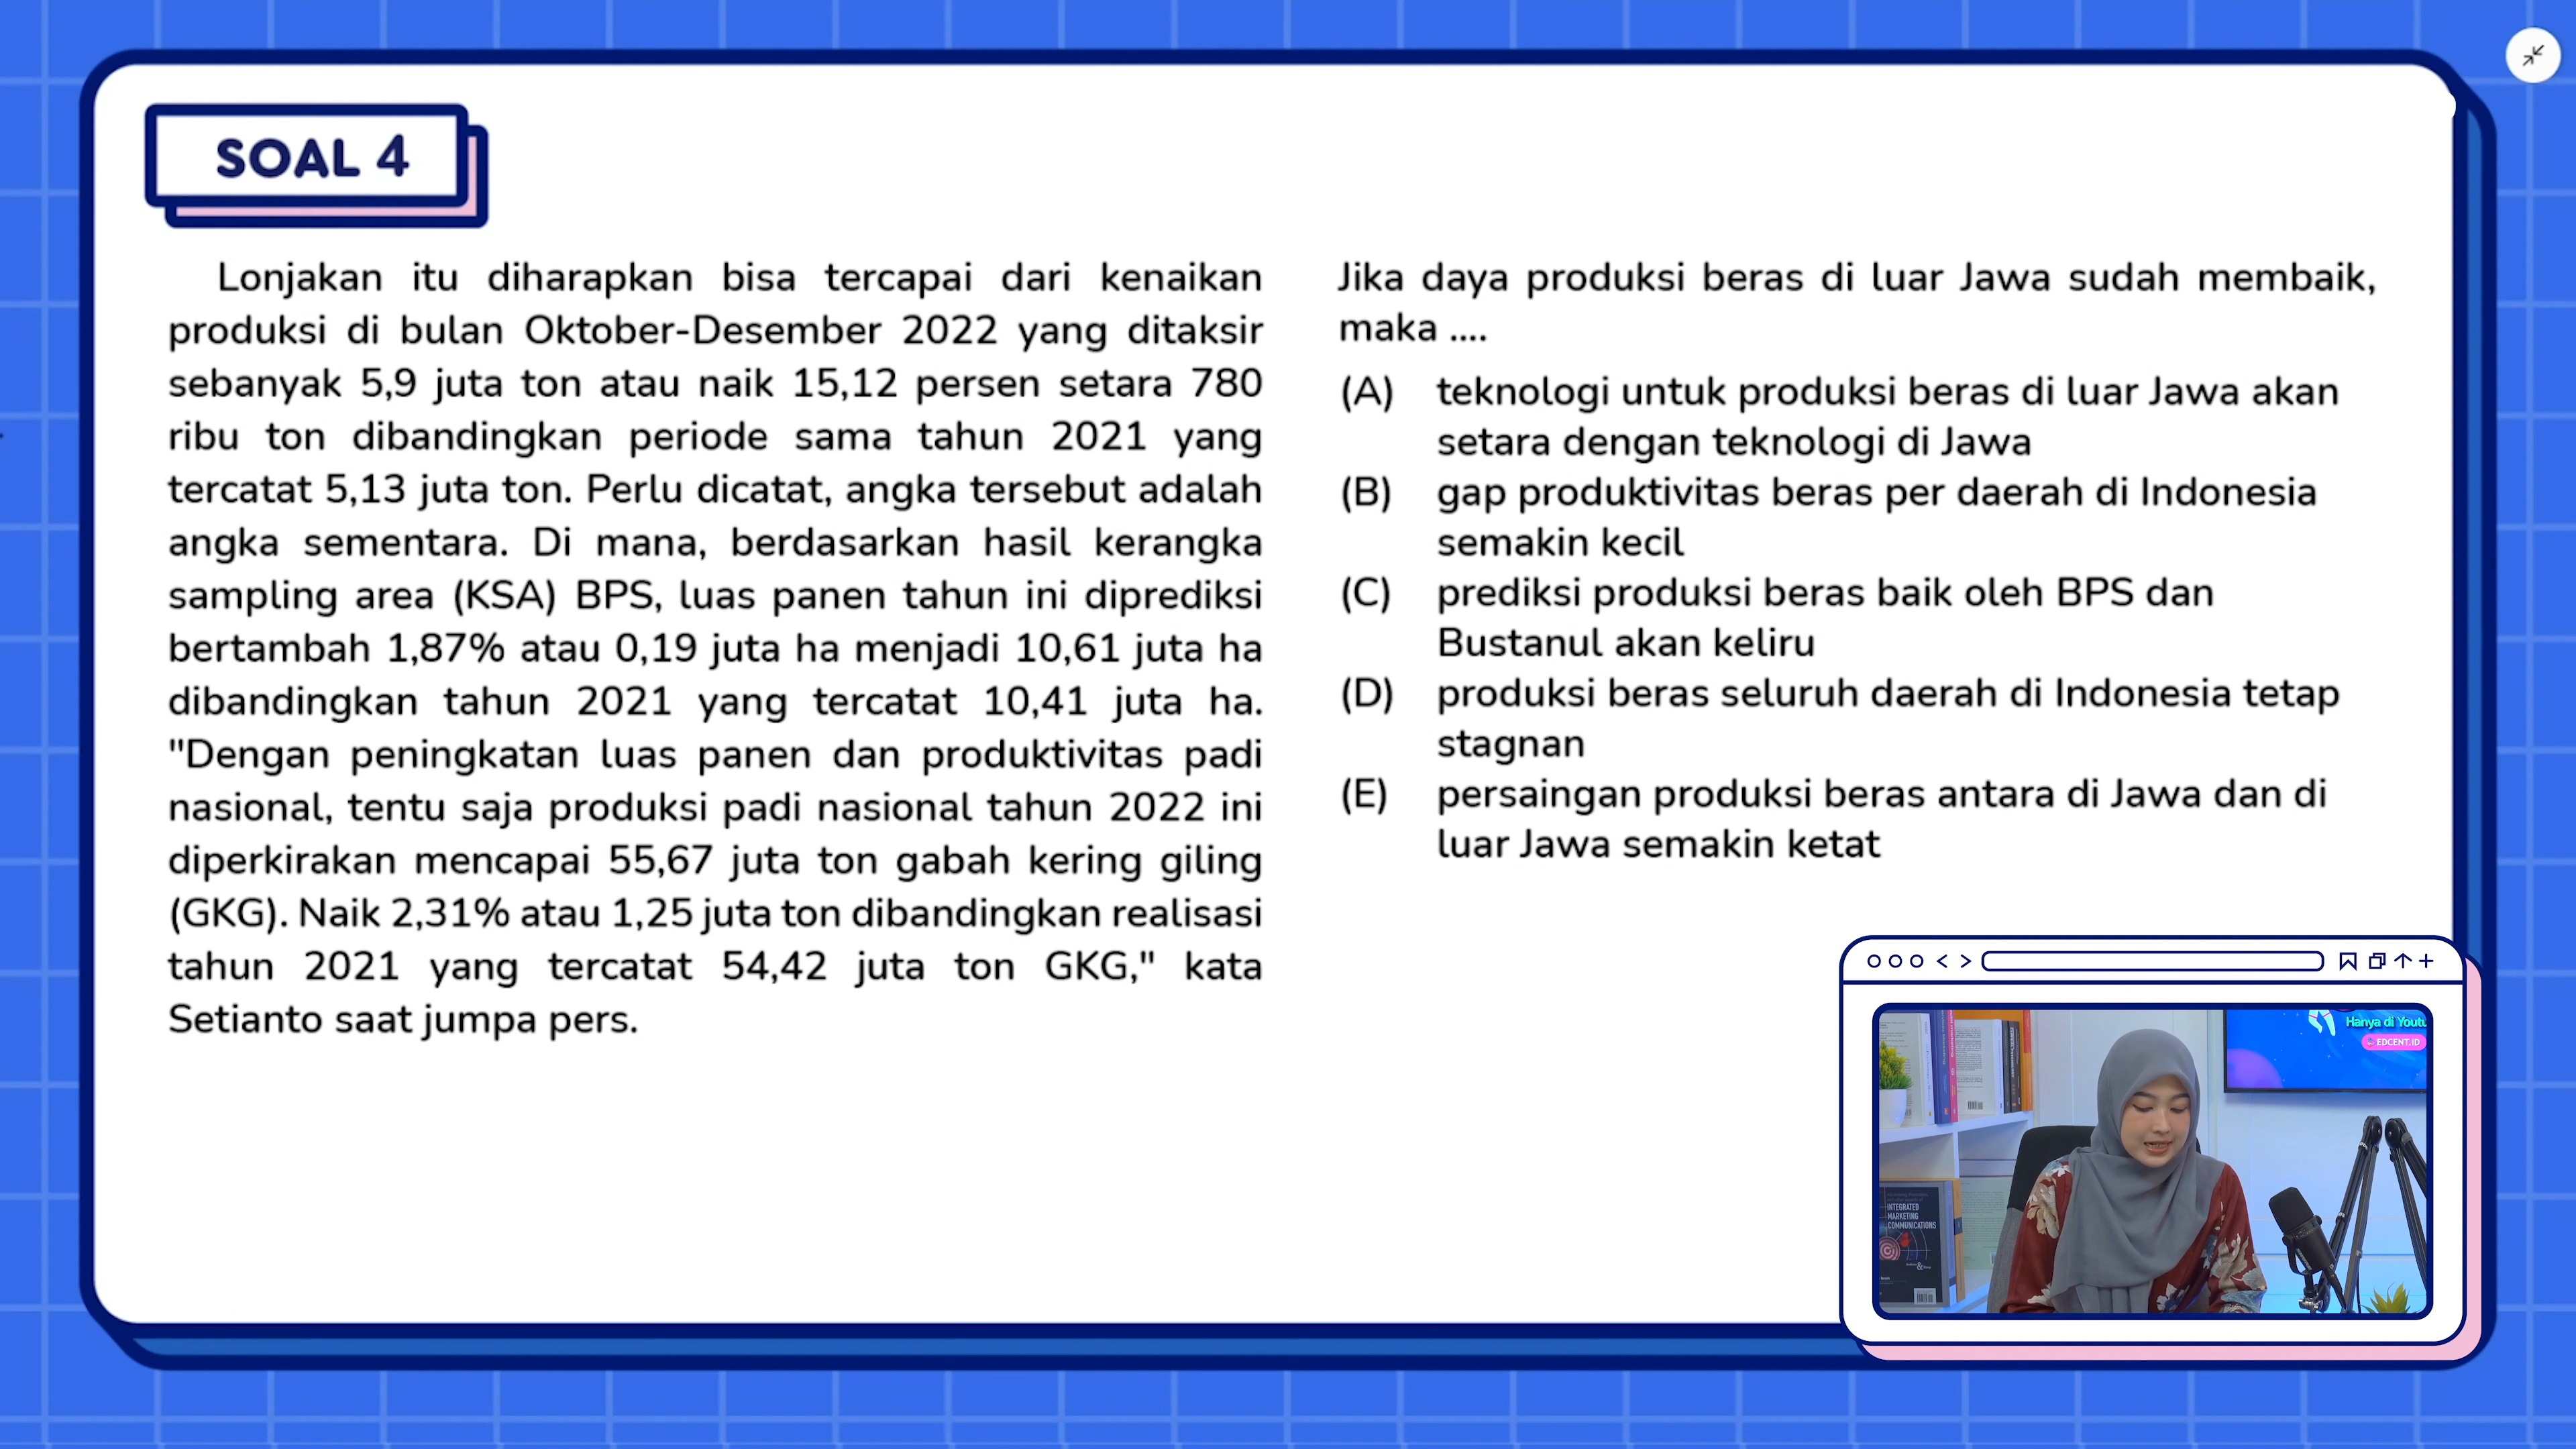 SOAL 4
Lonjakan itu diharapkan bisa tercapai dari kenaikan
produksi di bulan Oktober-Desember 2022 yang ditaksir
sebanyak 5,9 juta ton atau naik 15,12 persen setara 780
ribu ton dibandingkan periode sama tahun 2021 yang
tercatat 5,13 juta ton. Perlu dicatat, angka tersebut adalah
angka sementara. Di mana, berdasarkan hasil kerangka
sampling area (KSA) BPS, luas panen tahun ini diprediksi
bertambah 1,87% atau 0,19 juta ha menjadi 10,61 juta ha
dibandingkan tahun 2021 yang tercatat 10,41 juta ha.
"Dengan peningkatan luas panen dan produktivitas padi
nasional, tentu saja produksi padi nasional tahun 2022 ini
diperkirakan mencapai 55,67 juta ton gabah kering giling
(GKG). Naik 2,31% atau 1,25 juta ton dibandingkan realisasi
tahun 2021 yang tercatat 54,42 juta ton GKG," kata
Setianto saat jumpa pers.
Jika daya produksi beras di luar Jawa sudah membaik,
maka ....
(A) teknologi untuk produksi beras di luar Jawa akan
setara dengan teknologi di Jawa
(B) gap produktivitas beras per daerah di Indonesia
semakin kecil
(C) prediksi produksi beras baik oleh BPS dan
Bustanul akan keliru
(D) produksi beras seluruh daerah di Indonesia tetap
stagnan
(E) persaingan produksi beras antara di Jawa dan di
luar Jawa semakin ketat
Hanya di Youtu
EDCENT.ID
INTEGRATED
MARKETING
COMMUNICATIONS